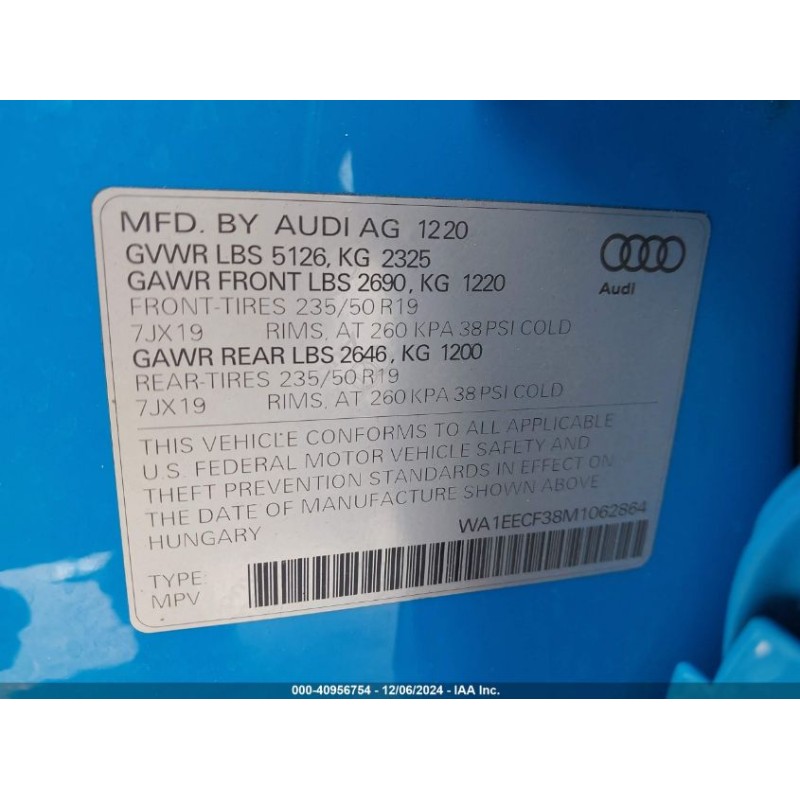 MFD. BY AUDI AG 1220
GVWR LBS 5126, KG 2325
GAWR FRONT LBS 2690, KG 1220
FRONT-TIRES 235/50 R19
7JX19 RIMS, AT 260 KPA 38 PSI COLD
GAWR REAR LBS 2646, KG 1200
REAR-TIRES 235/50 R19
7JX19 RIMS, AT 260 KPA 38 PSI COLD
Audi
THIS VEHICLE CONFORMS TO ALL APPLICABLE
U.S. FEDERAL MOTOR VEHICLE SAFETY AND
THEFT PREVENTION STANDARDS IN EFFECT ON
THE DATE OF MANUFACTURE SHOWN ABOVE
HUNGARY
WA1EECF38M1062864
TYPE:
MPV
000-40956754 - 12/06/2024 - IAA Inc.